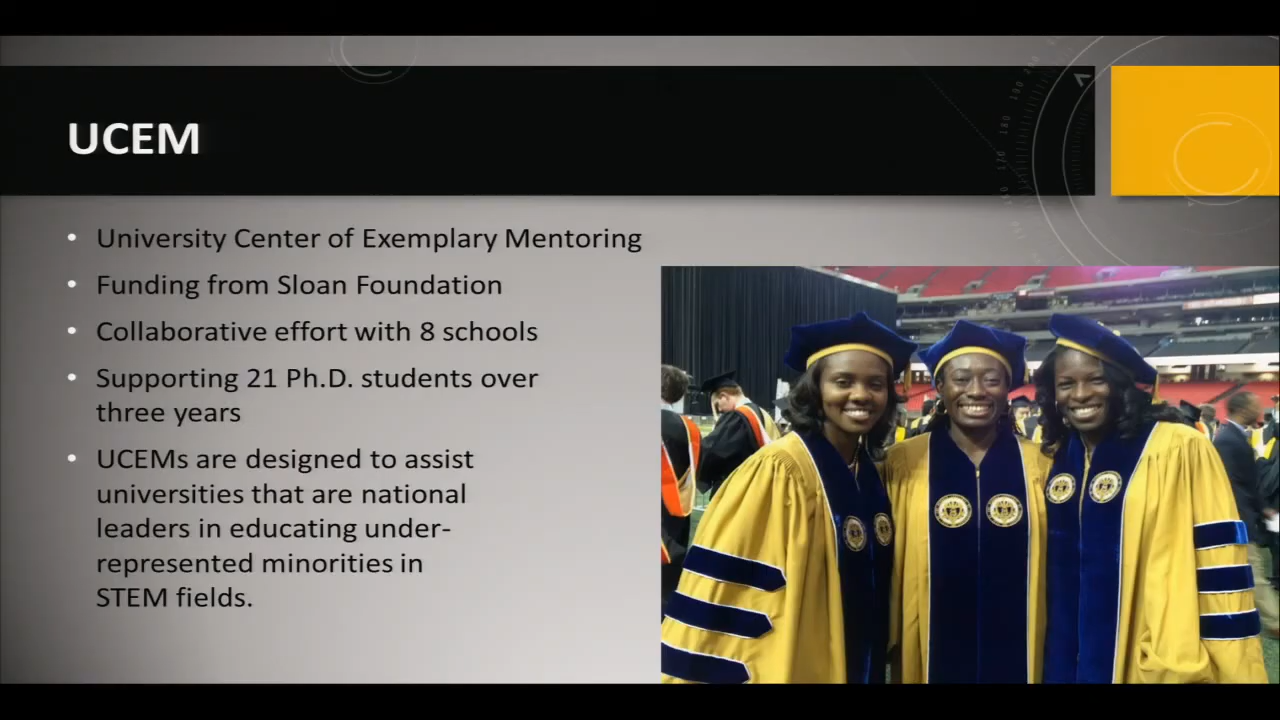 UCEM
• University Center of Exemplary Mentoring
• Funding from Sloan Foundation
• Collaborative effort with 8 schools
• Supporting 21 Ph.D. students over
three years
• UCEMs are designed to assist
universities that are national
leaders in educating under-
represented minorities in
STEM fields.